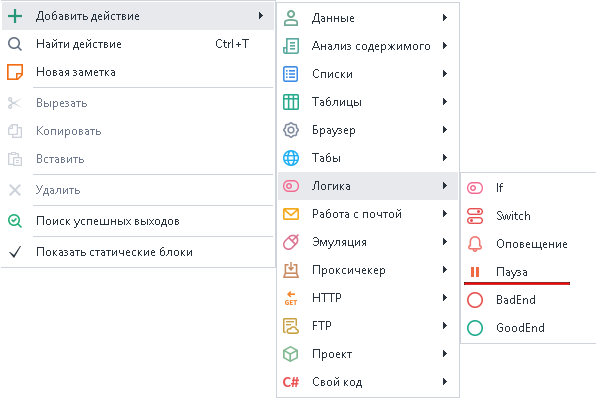 Добавить действие
Найти действие Ctrl+T
Новая заметка
Вырезать
Копировать
Вставить
Удалить
Поиск успешных выходов
Показать статические блоки
Данные
Анализ содержимого
Списки
Таблицы
Браузер
Табы
Логика
Работа с почтой
Эмуляция
Проксичекер
GET HTTP
FTP
Проект
C# Свой код
If
Switch
Оповещение
Пауза
BadEnd
GoodEnd